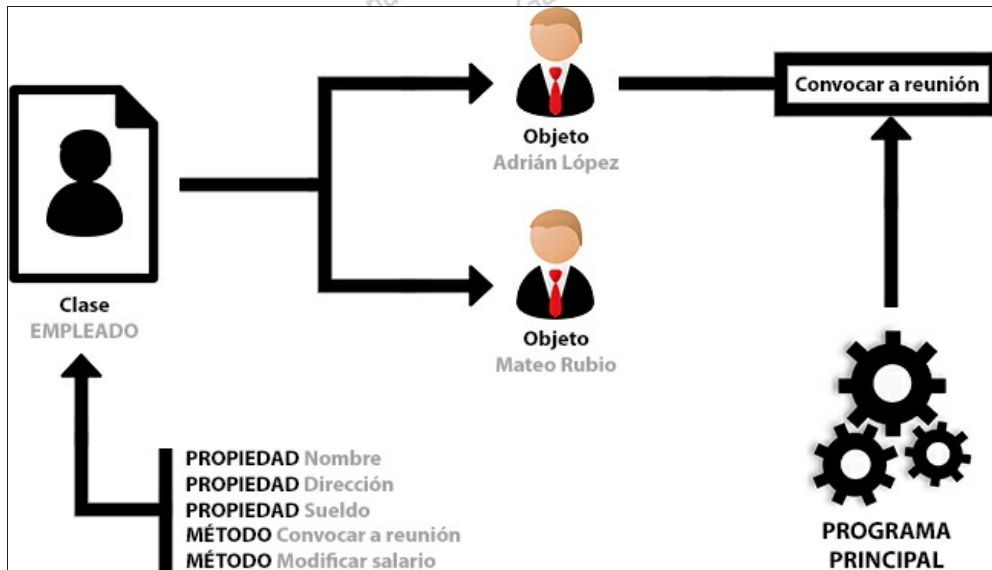 Convocar a reunión
Objeto
Adrián López
Clase
EMPLEADO
Objeto
Mateo Rubio
PROPIEDAD Nombre
PROPIEDAD Dirección
PROPIEDAD Sueldo
MÉTODO Convocar a reunión
MÉTODO Modificar salario
PROGRAMA
PRINCIPAL